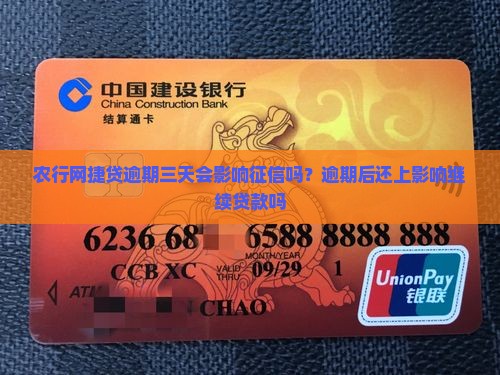 中国建设银行
China Construction Bank
结算通卡
农行网捷贷逾期三天会影响征信吗？逾期后还上影响继
续贷款吗
6236 68 6588 8888 888
MONTH/YEAR
CCB XC VALID THRU 09/29 1
ATM
CHAO
UnionPay
银联